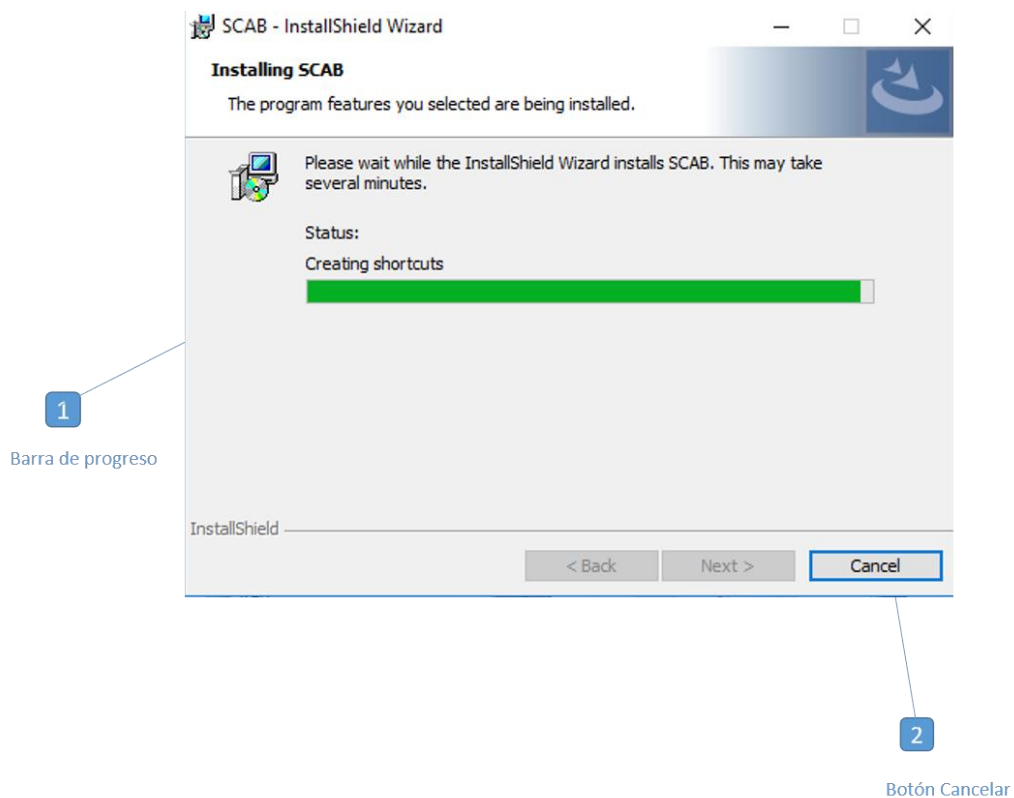 SCAB - InstallShield Wizard
Installing SCAB
The program features you selected are being installed.
Please wait while the InstallShield Wizard installs SCAB. This may take
several minutes.
Status:
Creating shortcuts
1
Barra de progreso
InstallShield
< Back
Next >
Cancel
2
Botón Cancelar